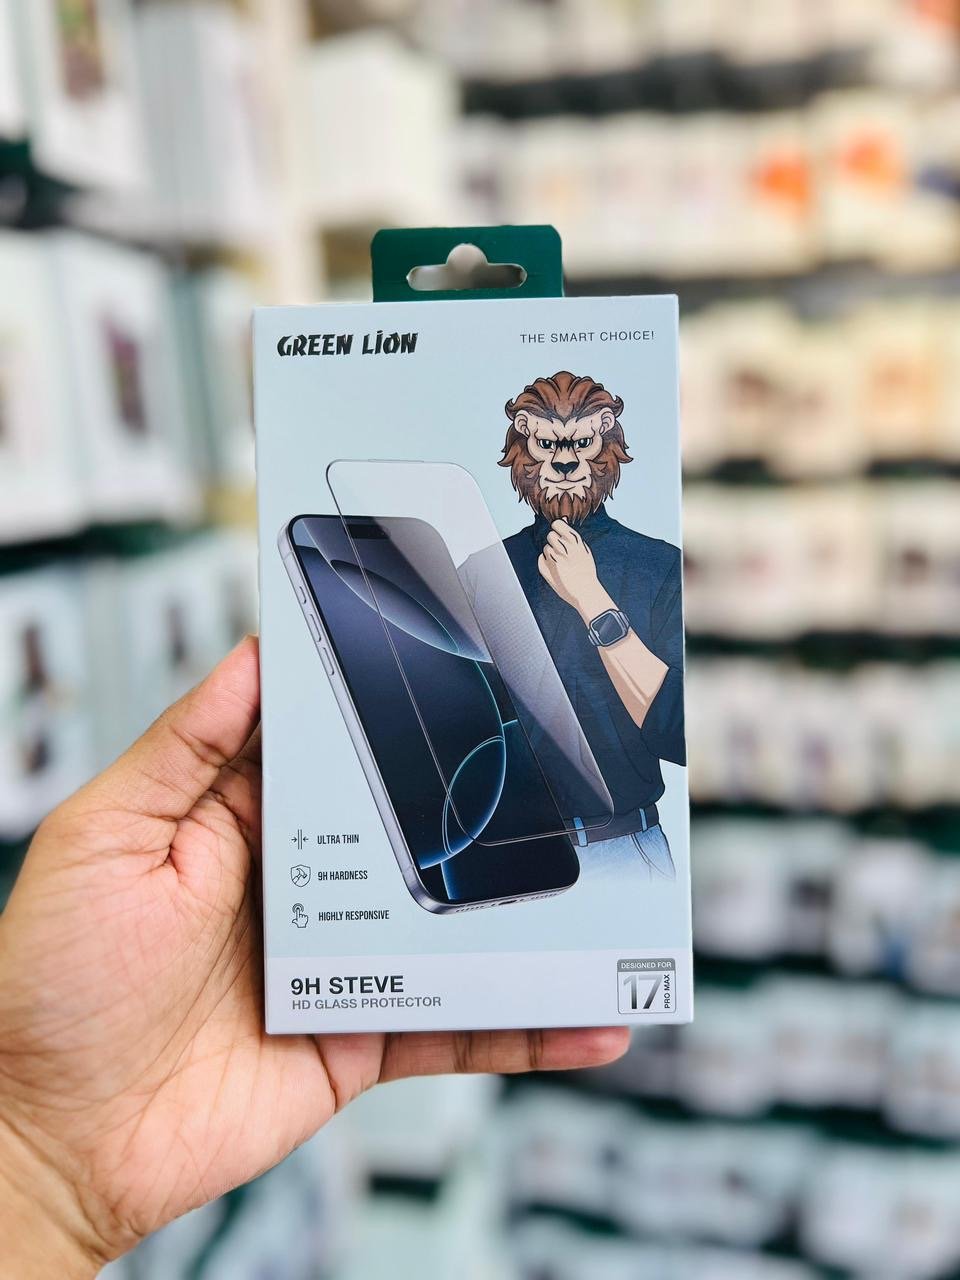 GREEN LION
THE SMART CHOICE!
ULTRA THIN
9H HARDNESS
HIGHLY RESPONSIVE
9H STEVE
HD GLASS PROTECTOR
DESIGNED FOR
17
PRO MAX